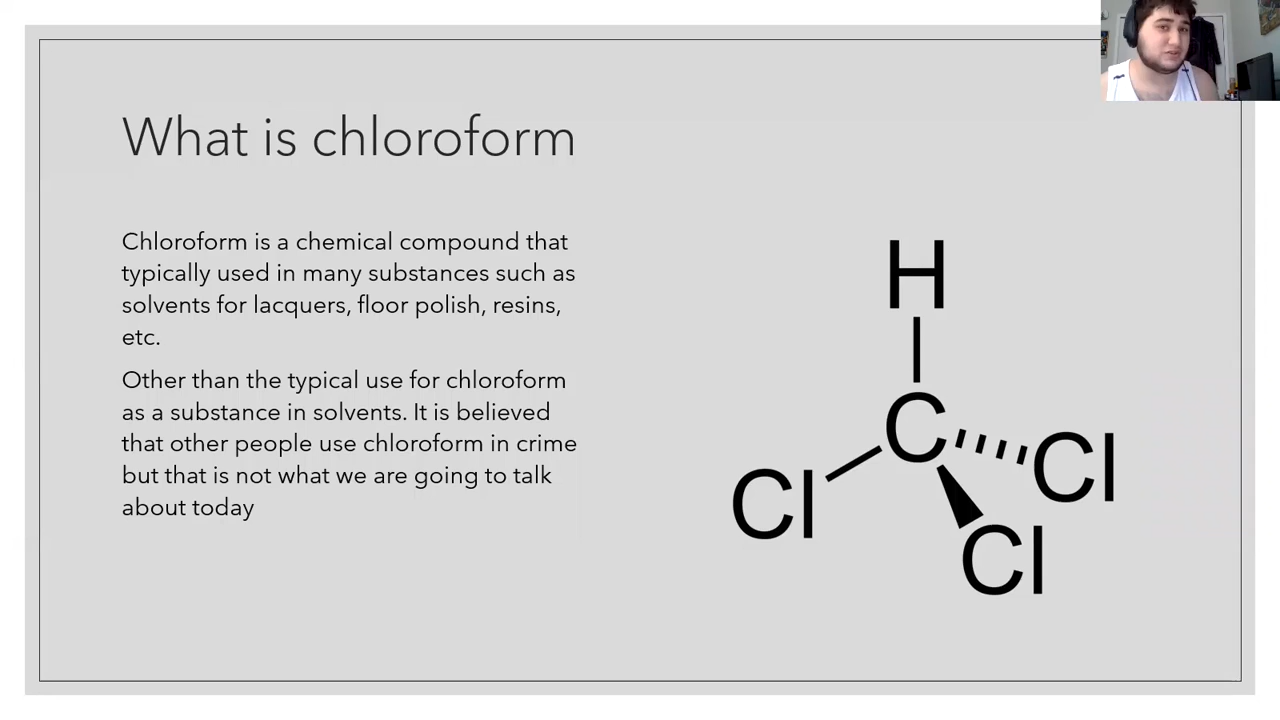 What is chloroform
Chloroform is a chemical compound that
typically used in many substances such as
solvents for lacquers, floor polish, resins,
etc.
Other than the typical use for chloroform
as a substance in solvents. It is believed
that other people use chloroform in crime
but that is not what we are going to talk
about today
H
C
Cl
Cl
Cl